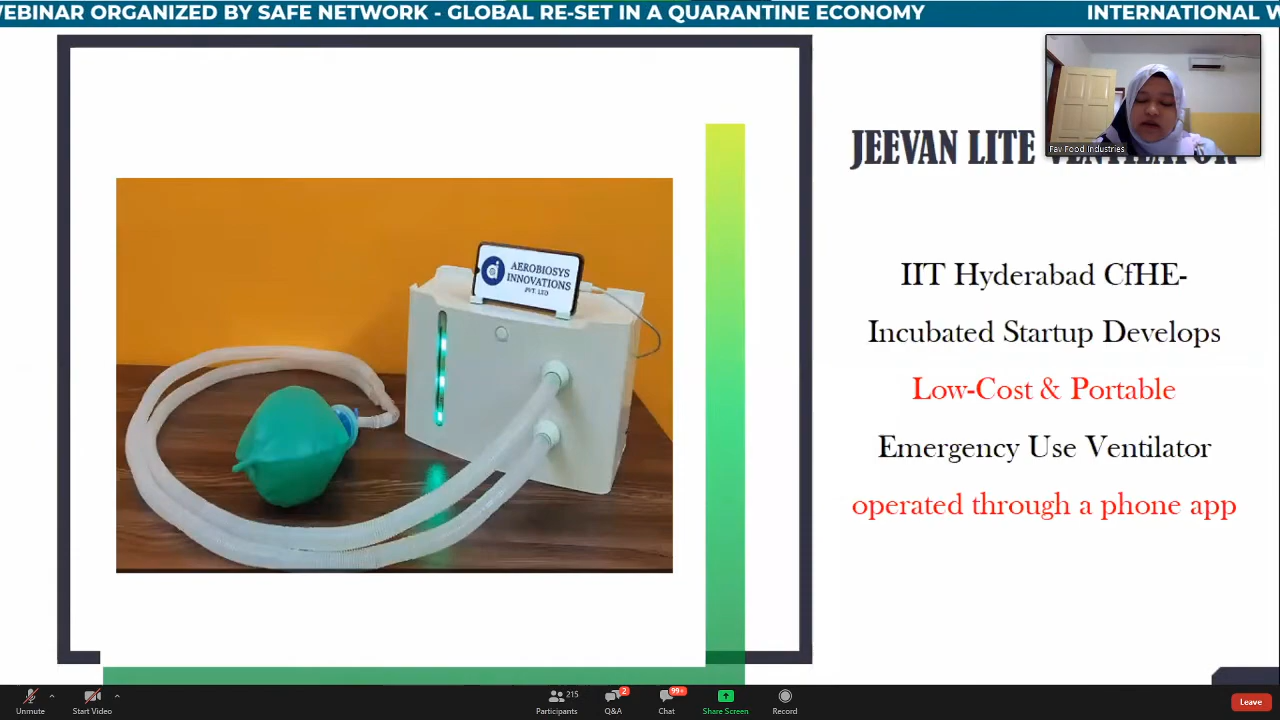 WEBINAR ORGANIZED BY SAFE NETWORK - GLOBAL RE-SET IN A QUARANTINE ECONOMY
INTERNATIONAL W
Fav Food Industries
JEEVAN LITE
AEROBIOSYS
INNOVATIONS
PVT. LTD
IIT Hyderabad CfHE-
Incubated Startup Develops
Low-Cost & Portable
Emergency Use Ventilator
operated through a phone app
Unmute
Start Video
215
Participants
2
Q&A
99+
Chat
Share Screen
Record
Leave